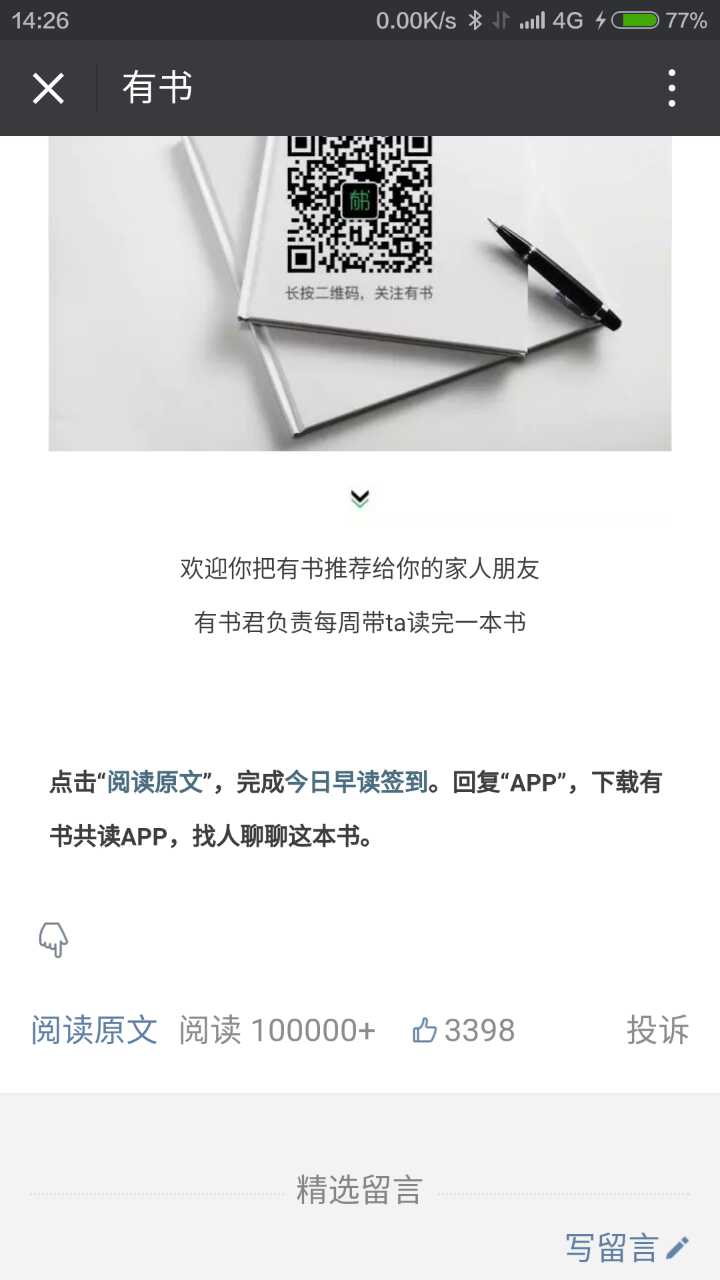 14:26 0.00K/s 4G 77%
有书
有书
长按二维码，关注有书
欢迎你把有书推荐给你的家人朋友
有书君负责每周带ta读完一本书
点击“阅读原文”，完成今日早读签到。回复“APP”，下载有
书共读APP，找人聊聊这本书。
阅读原文 阅读 100000+ 3398 投诉
精选留言
写留言